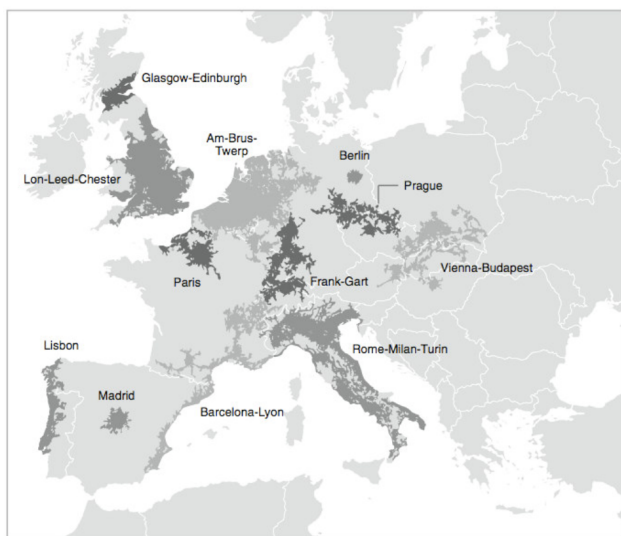 Glasgow-Edinburgh
Am-Brus-
Twerp
Berlin
Lon-Leed-Chester
Prague
Vienna-Budapest
Paris
Frank-Gart
Lisbon
Rome-Milan-Turin
Madrid
Barcelona-Lyon